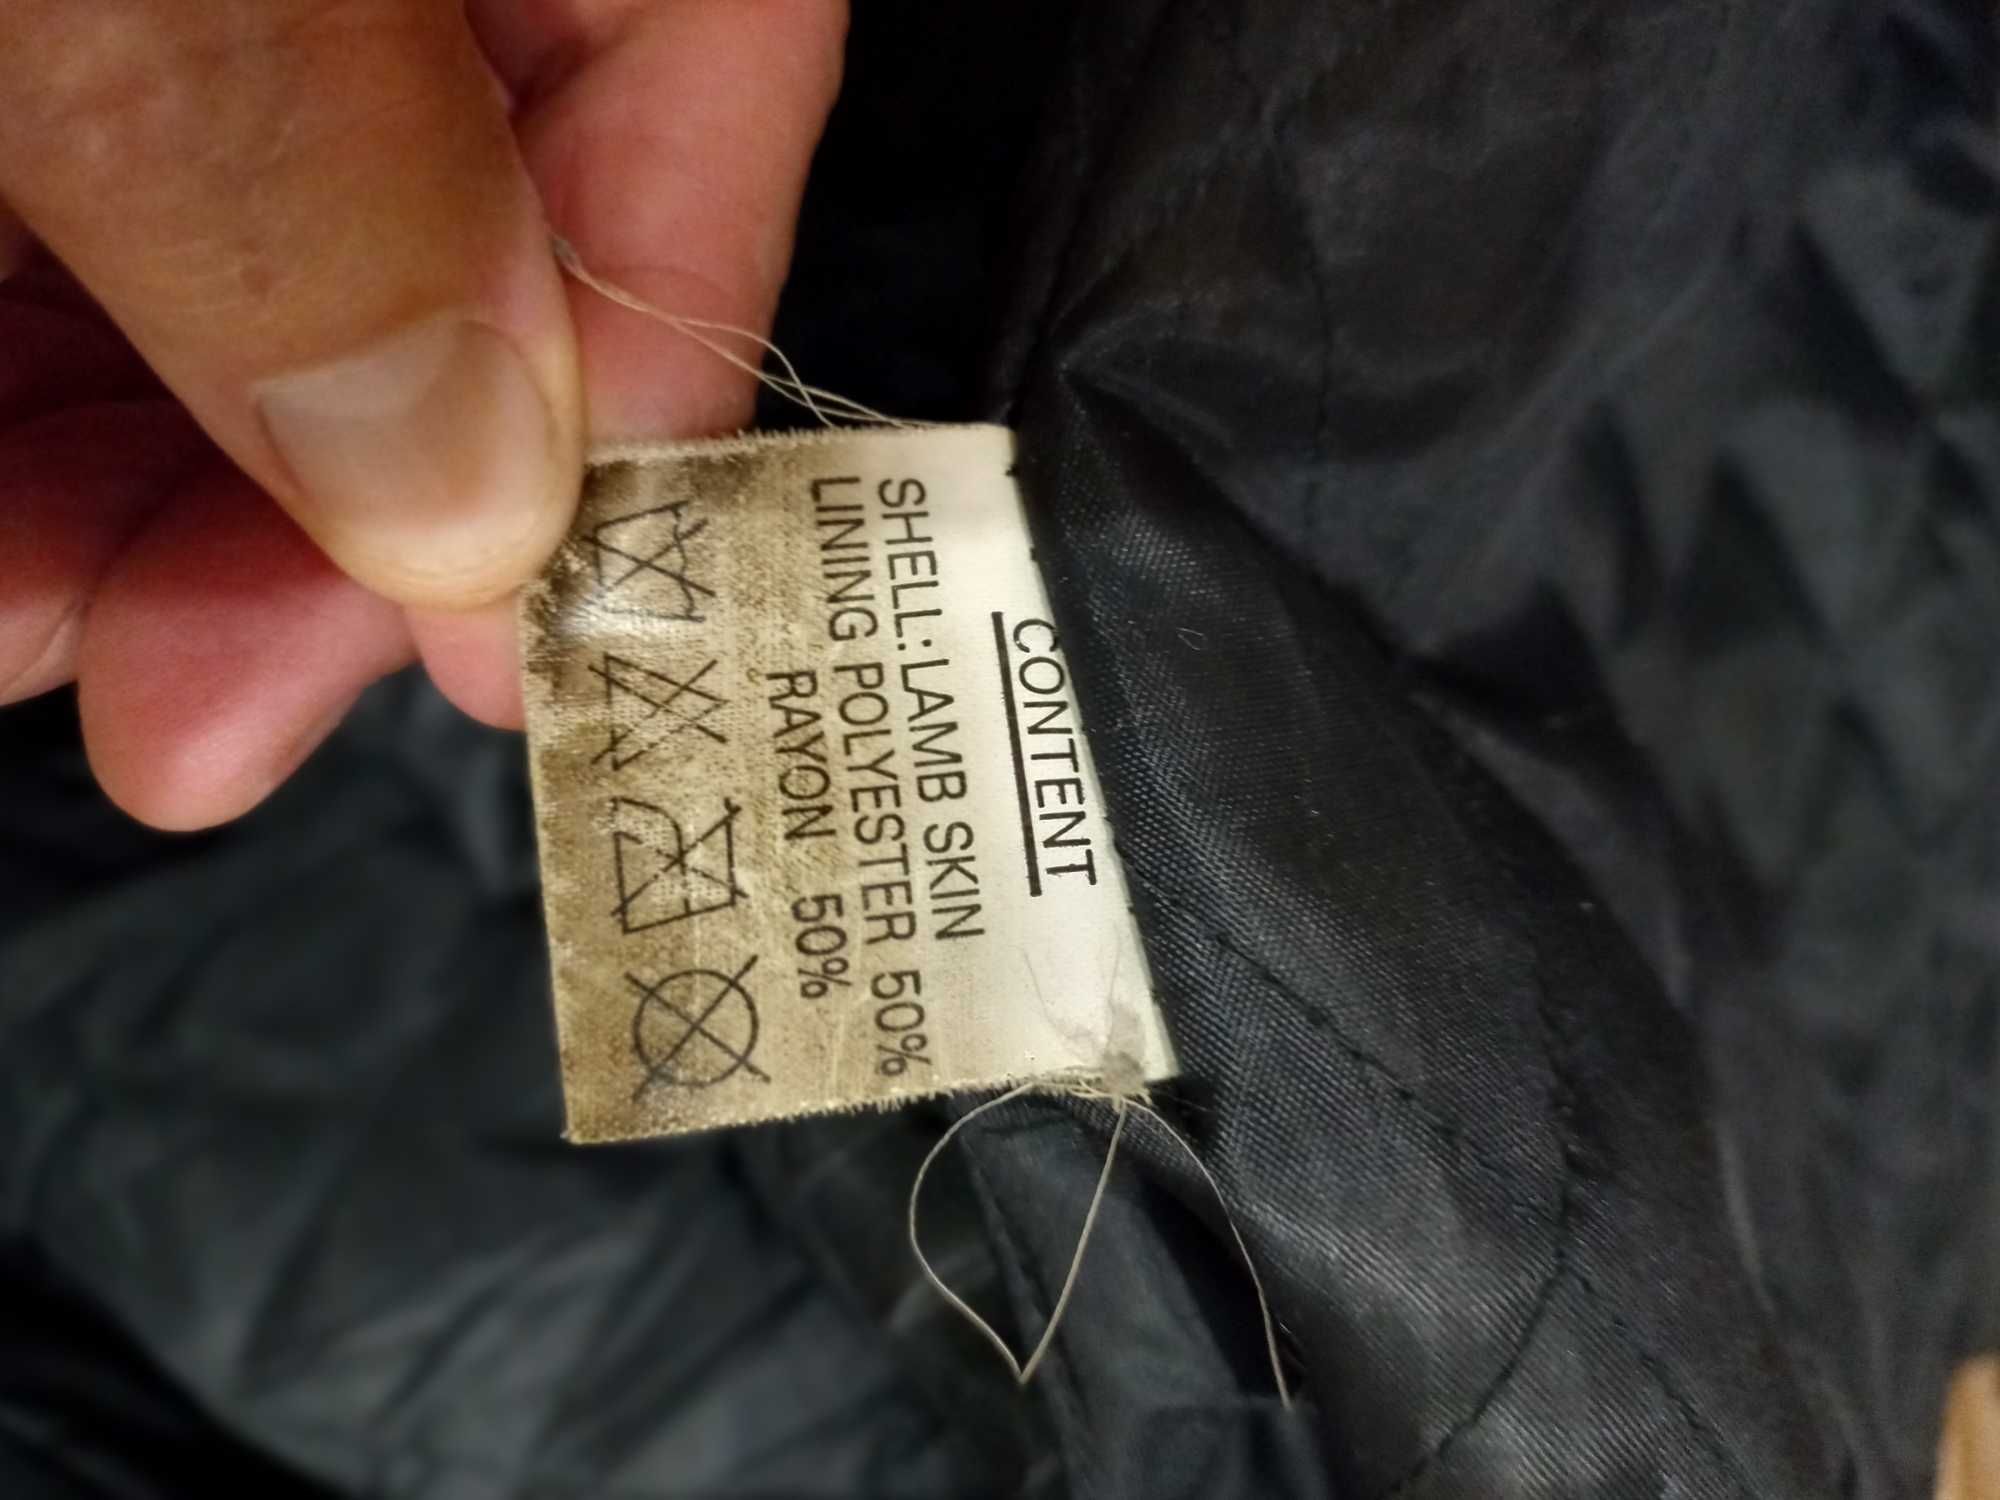 CONTENT
SHELL:LAMB SKIN
LINING POLYESTER 50%
RAYON 50%